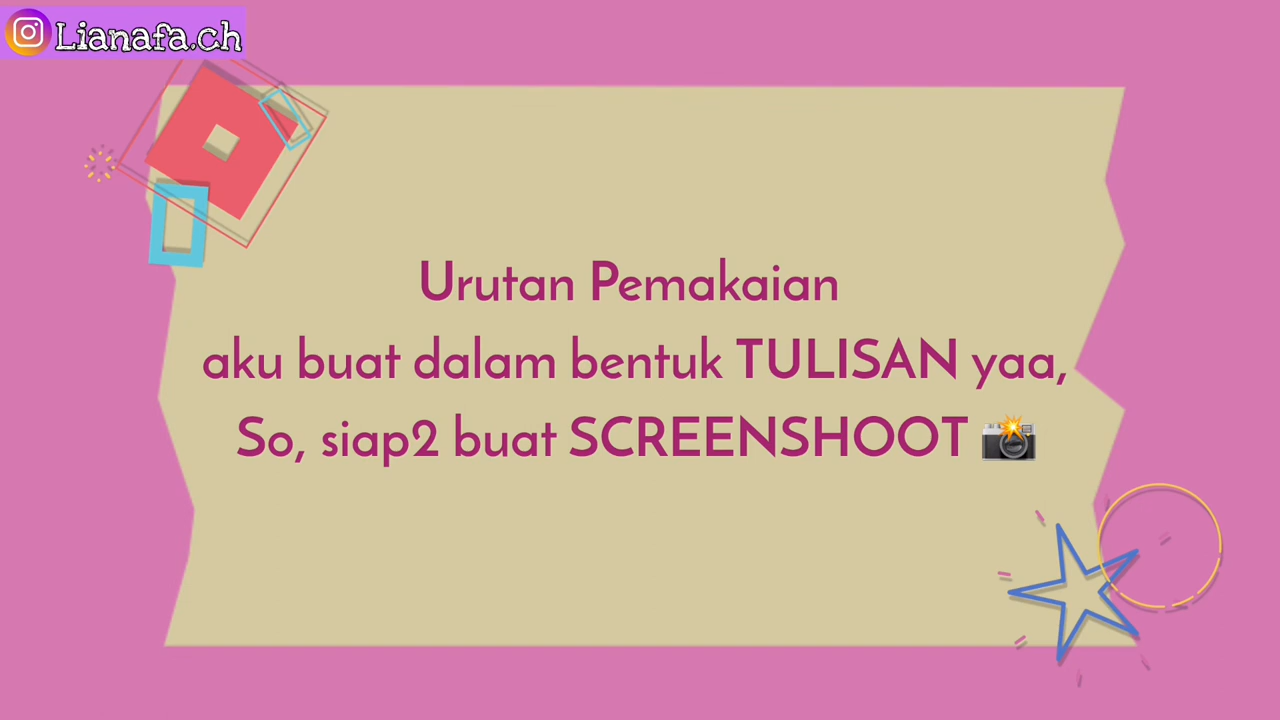 Lianafa.ch
Urutan Pemakaian
aku buat dalam bentuk TULISAN yaa,
So, siap2 buat SCREENSHOOT 📸